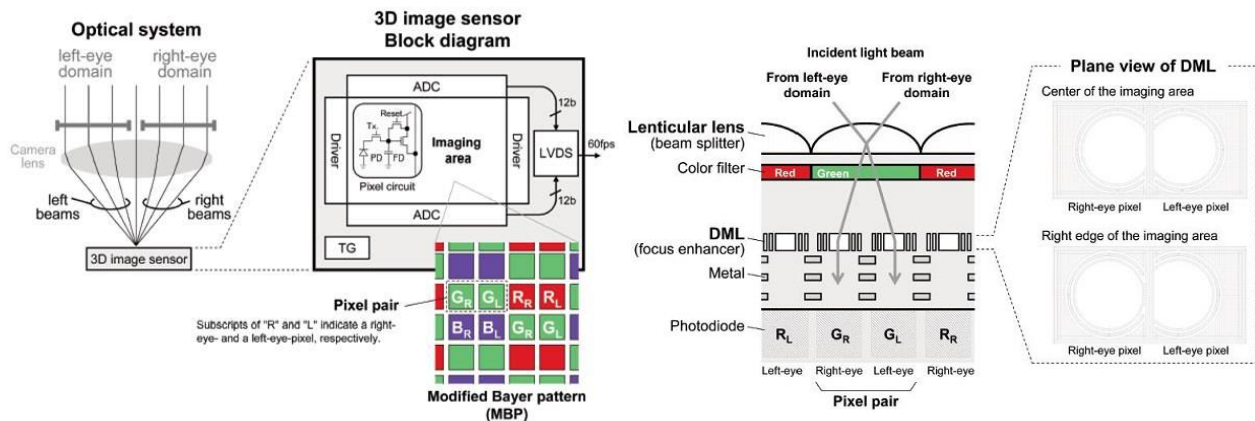 Optical system
left-eye
domain
right-eye
domain
Camera
lens
left
beams
right
beams
3D image sensor
3D image sensor
Block diagram
ADC
Driver
Reset
Tx.
PD
FD
Pixel circuit
Imaging
area
Driver
12b
LVDS
60fps
12b
ADC
TG
Pixel pair
Subscripts of "R" and "L" indicate a right-
eye- and a left-eye-pixel, respectively.
GR GL RR RL
BR BL GR GL
Modified Bayer pattern
(MBP)
Incident light beam
From left-eye
domain
From right-eye
domain
Lenticular lens
(beam splitter)
Color filter
Red Green Red
DML
(focus enhancer)
Metal
Photodiode
RL GR GL RR
Left-eye Right-eye Left-eye Right-eye
Pixel pair
Plane view of DML
Center of the imaging area
Right-eye pixel Left-eye pixel
Right edge of the imaging area
Right-eye pixel Left-eye pixel